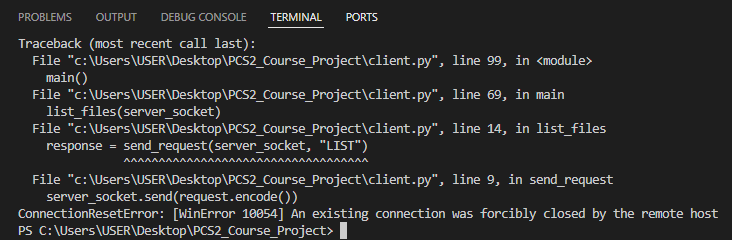 PROBLEMS OUTPUT DEBUG CONSOLE TERMINAL PORTS
Traceback (most recent call last):
  File "c:\Users\USER\Desktop\PCS2_Course_Project\client.py", line 99, in <module>
    main()
  File "c:\Users\USER\Desktop\PCS2_Course_Project\client.py", line 69, in main
    list_files(server_socket)
  File "c:\Users\USER\Desktop\PCS2_Course_Project\client.py", line 14, in list_files
    response = send_request(server_socket, "LIST")
               ^^^^^^^^^^^^^^^^^^^^^^^^^^^^^^^^^^^
  File "c:\Users\USER\Desktop\PCS2_Course_Project\client.py", line 9, in send_request
    server_socket.send(request.encode())
ConnectionResetError: [WinError 10054] An existing connection was forcibly closed by the remote host
PS C:\Users\USER\Desktop\PCS2_Course_Project>